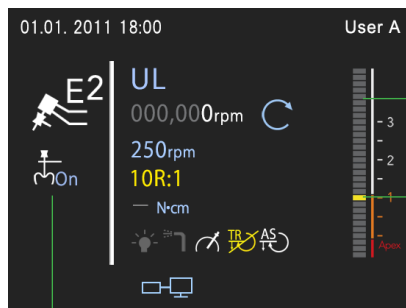 01.01. 2011 18:00 User A
E2
UL
000,000rpm
250rpm
10R:1
— N•cm
On
TR AS
3
2
1
Apex